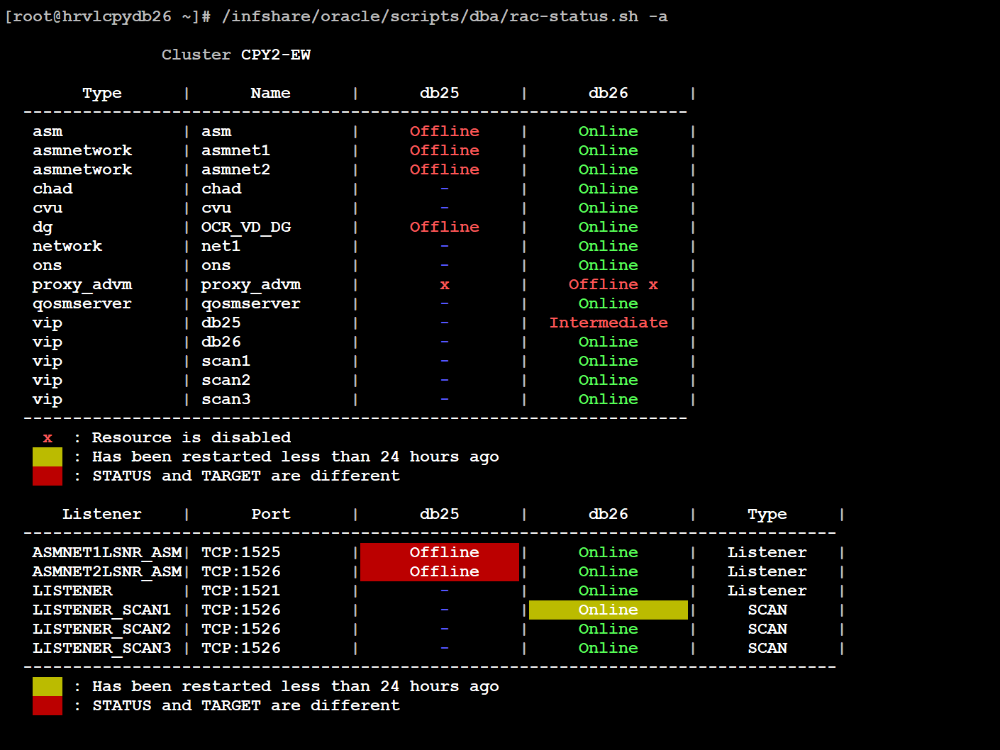 [root@hrvlcpydb26 ~]# /infshare/oracle/scripts/dba/rac-status.sh -a
Cluster CPY2-EW
Type | Name | db25 | db26 |
--------------------------------------------------------------------
asm | asm | Offline | Online |
asmnetwork | asmnet1 | Offline | Online |
asmnetwork | asmnet2 | Offline | Online |
chad | chad | - | Online |
cvu | cvu | - | Online |
dg | OCR_VD_DG | Offline | Online |
network | net1 | - | Online |
ons | ons | - | Online |
proxy_advm | proxy_advm | x | Offline x |
qosmserver | qosmserver | - | Online |
vip | db25 | - | Intermediate |
vip | db26 | - | Online |
vip | scan1 | - | Online |
vip | scan2 | - | Online |
vip | scan3 | - | Online |
--------------------------------------------------------------------
x : Resource is disabled
: Has been restarted less than 24 hours ago
: STATUS and TARGET are different
Listener | Port | db25 | db26 | Type |
-----------------------------------------------------------------------------------
ASMNET1LSNR_ASM| TCP:1525 | Offline | Online | Listener |
ASMNET2LSNR_ASM| TCP:1526 | Offline | Online | Listener |
LISTENER | TCP:1521 | - | Online | Listener |
LISTENER_SCAN1 | TCP:1526 | - | Online | SCAN |
LISTENER_SCAN2 | TCP:1526 | - | Online | SCAN |
LISTENER_SCAN3 | TCP:1526 | - | Online | SCAN |
-----------------------------------------------------------------------------------
: Has been restarted less than 24 hours ago
: STATUS and TARGET are different